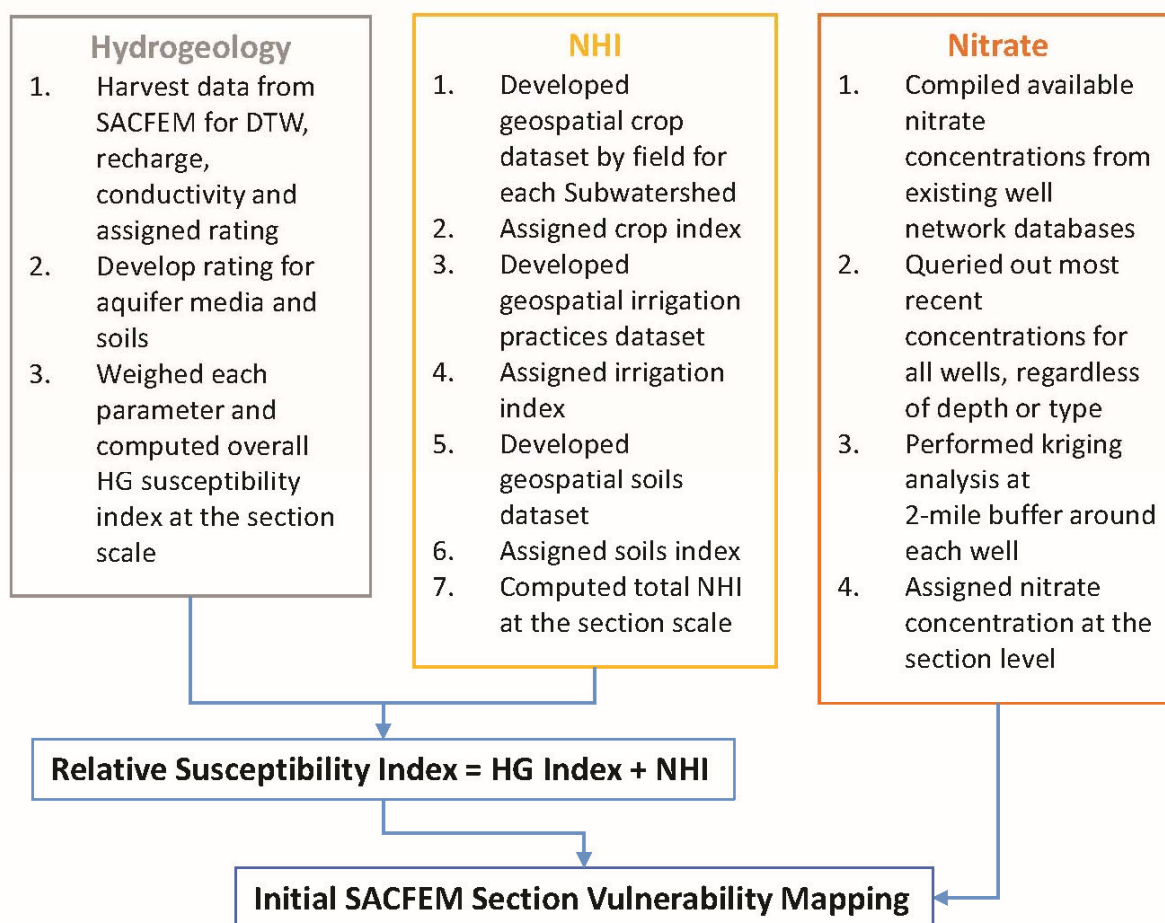 Hydrogeology
1. Harvest data from
SACFEM for DTW,
recharge,
conductivity and
assigned rating
2. Develop rating for
aquifer media and
soils
3. Weighed each
parameter and
computed overall
HG susceptibility
index at the section
scale
NHI
1. Developed
geospatial crop
dataset by field for
each Subwatershed
2. Assigned crop index
3. Developed
geospatial irrigation
practices dataset
4. Assigned irrigation
index
5. Developed
geospatial soils
dataset
6. Assigned soils index
7. Computed total NHI
at the section scale
Nitrate
1. Compiled available
nitrate
concentrations from
existing well
network databases
2. Queried out most
recent
concentrations for
all wells, regardless
of depth or type
3. Performed kriging
analysis at
2-mile buffer around
each well
4. Assigned nitrate
concentration at the
section level
Relative Susceptibility Index = HG Index + NHI
Initial SACFEM Section Vulnerability Mapping